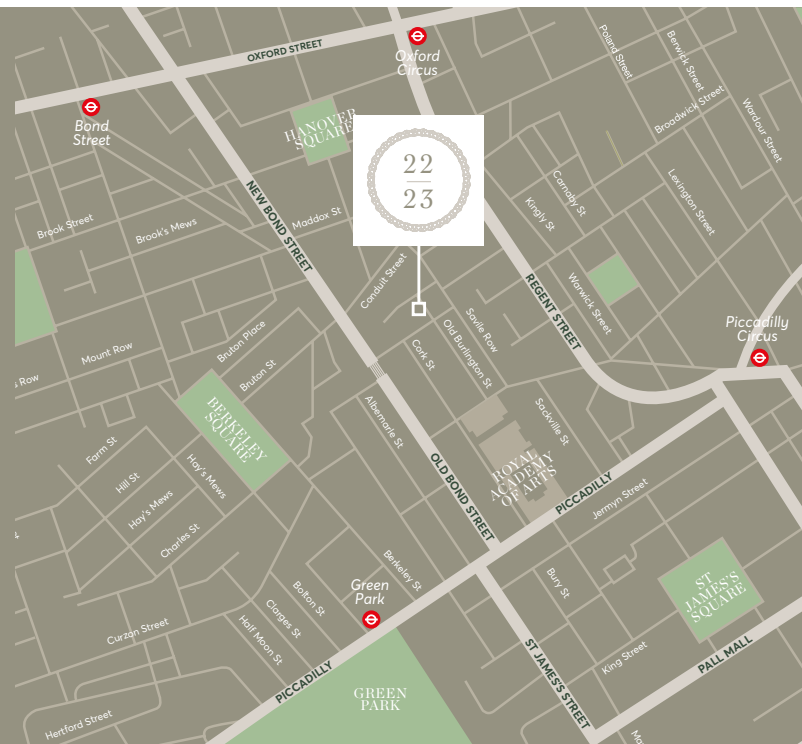 OXFORD STREET
Oxford
Circus
Poland Street
Berwick Street
Wardour Street
Broadwick Street
Bond
Street
HANOVER
SQUARE
22
23
Carnaby St
Kingly St
Lexington Street
NEW BOND STREET
Maddox St
Brook Street
Brook's Mews
Conduit Street
REGENT STREET
Warwick Street
Piccadilly
Circus
Savile Row
Old Burlington St
Cork St
Bruton Place
Bruton St
Mount Row
Row
BERKELEY
SQUARE
Albemarle St
Sackville St
ROYAL
ACADEMY
OF ARTS
OLD BOND STREET
PICCADILLY
Jermyn Street
Farm St
Hill St
Hay's Mews
Hay's Mews
Charles St
Berkeley St
Green
Park
Bolton St
Clarges St
Half Moon St
Curzon Street
Bury St
ST
JAMES'S
SQUARE
King Street
PALL MALL
ST JAMES'S STREET
PICCADILLY
GREEN
PARK
Hertford Street